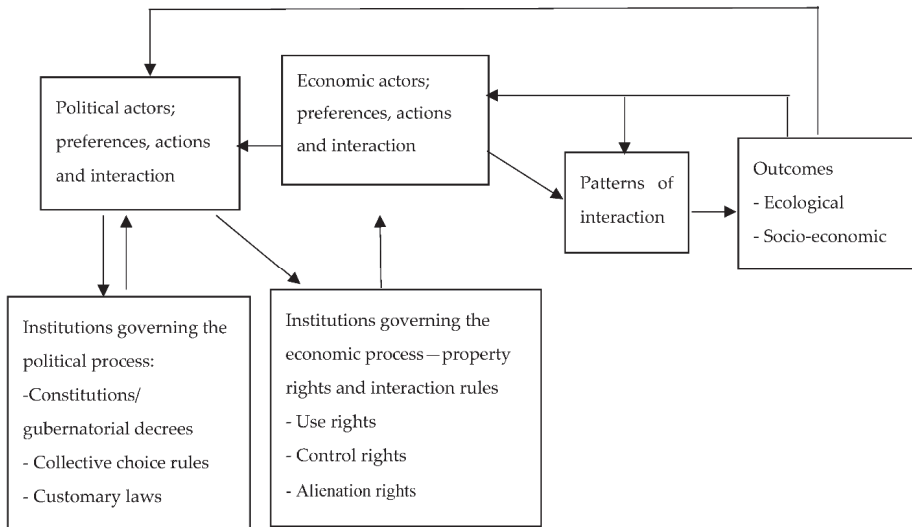 Political actors;
preferences, actions
and interaction
Economic actors;
preferences, actions
and interaction
Patterns of
interaction
Outcomes
- Ecological
- Socio-economic
Institutions governing the
political process:
-Constitutions/
gubernatorial decrees
- Collective choice rules
- Customary laws
Institutions governing the
economic process—property
rights and interaction rules
- Use rights
- Control rights
- Alienation rights